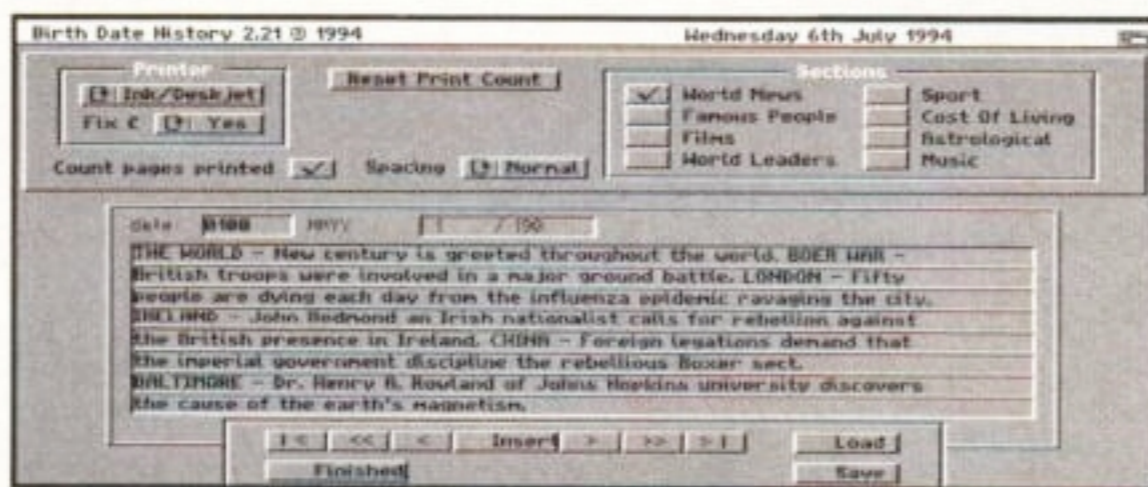 Birth Date History 2.21 © 1994 Wednesday 6th July 1994
Printer Reset Print Count Sections
Ink/Deskjet World News Sport
Fix £ Yes Famous People Cost Of Living
Films Astrological
Count pages printed Spacing Normal World Leaders Music
date 0100 MMYY 1 / 190
THE WORLD - New century is greeted throughout the world. BOER WAR -
British troops were involved in a major ground battle. LONDON - Fifty
people are dying each day from the influenza epidemic ravaging the city.
IRELAND - John Redmond an Irish nationalist calls for rebellion against
the British presence in Ireland. CHINA - Foreign legations demand that
the imperial government discipline the rebellious Boxer sect.
BALTIMORE - Dr. Henry A. Rowland of Johns Hopkins university discovers
the cause of the earth's magnetism.
|< << < Insert > >> >| Load
Finished Save